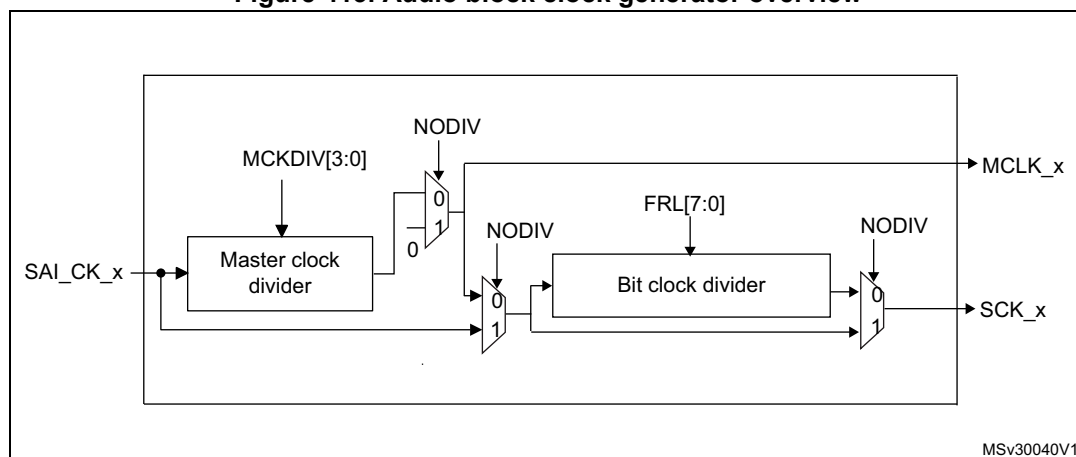 Figure 410. Audio block clock generator overview
NODIV
MCKDIV[3:0]
MCLK_x
0
1
0
FRL[7:0]
NODIV
NODIV
SAI_CK_x
Master clock
divider
0
1
Bit clock divider
0
1
SCK_x
MSv30040V1